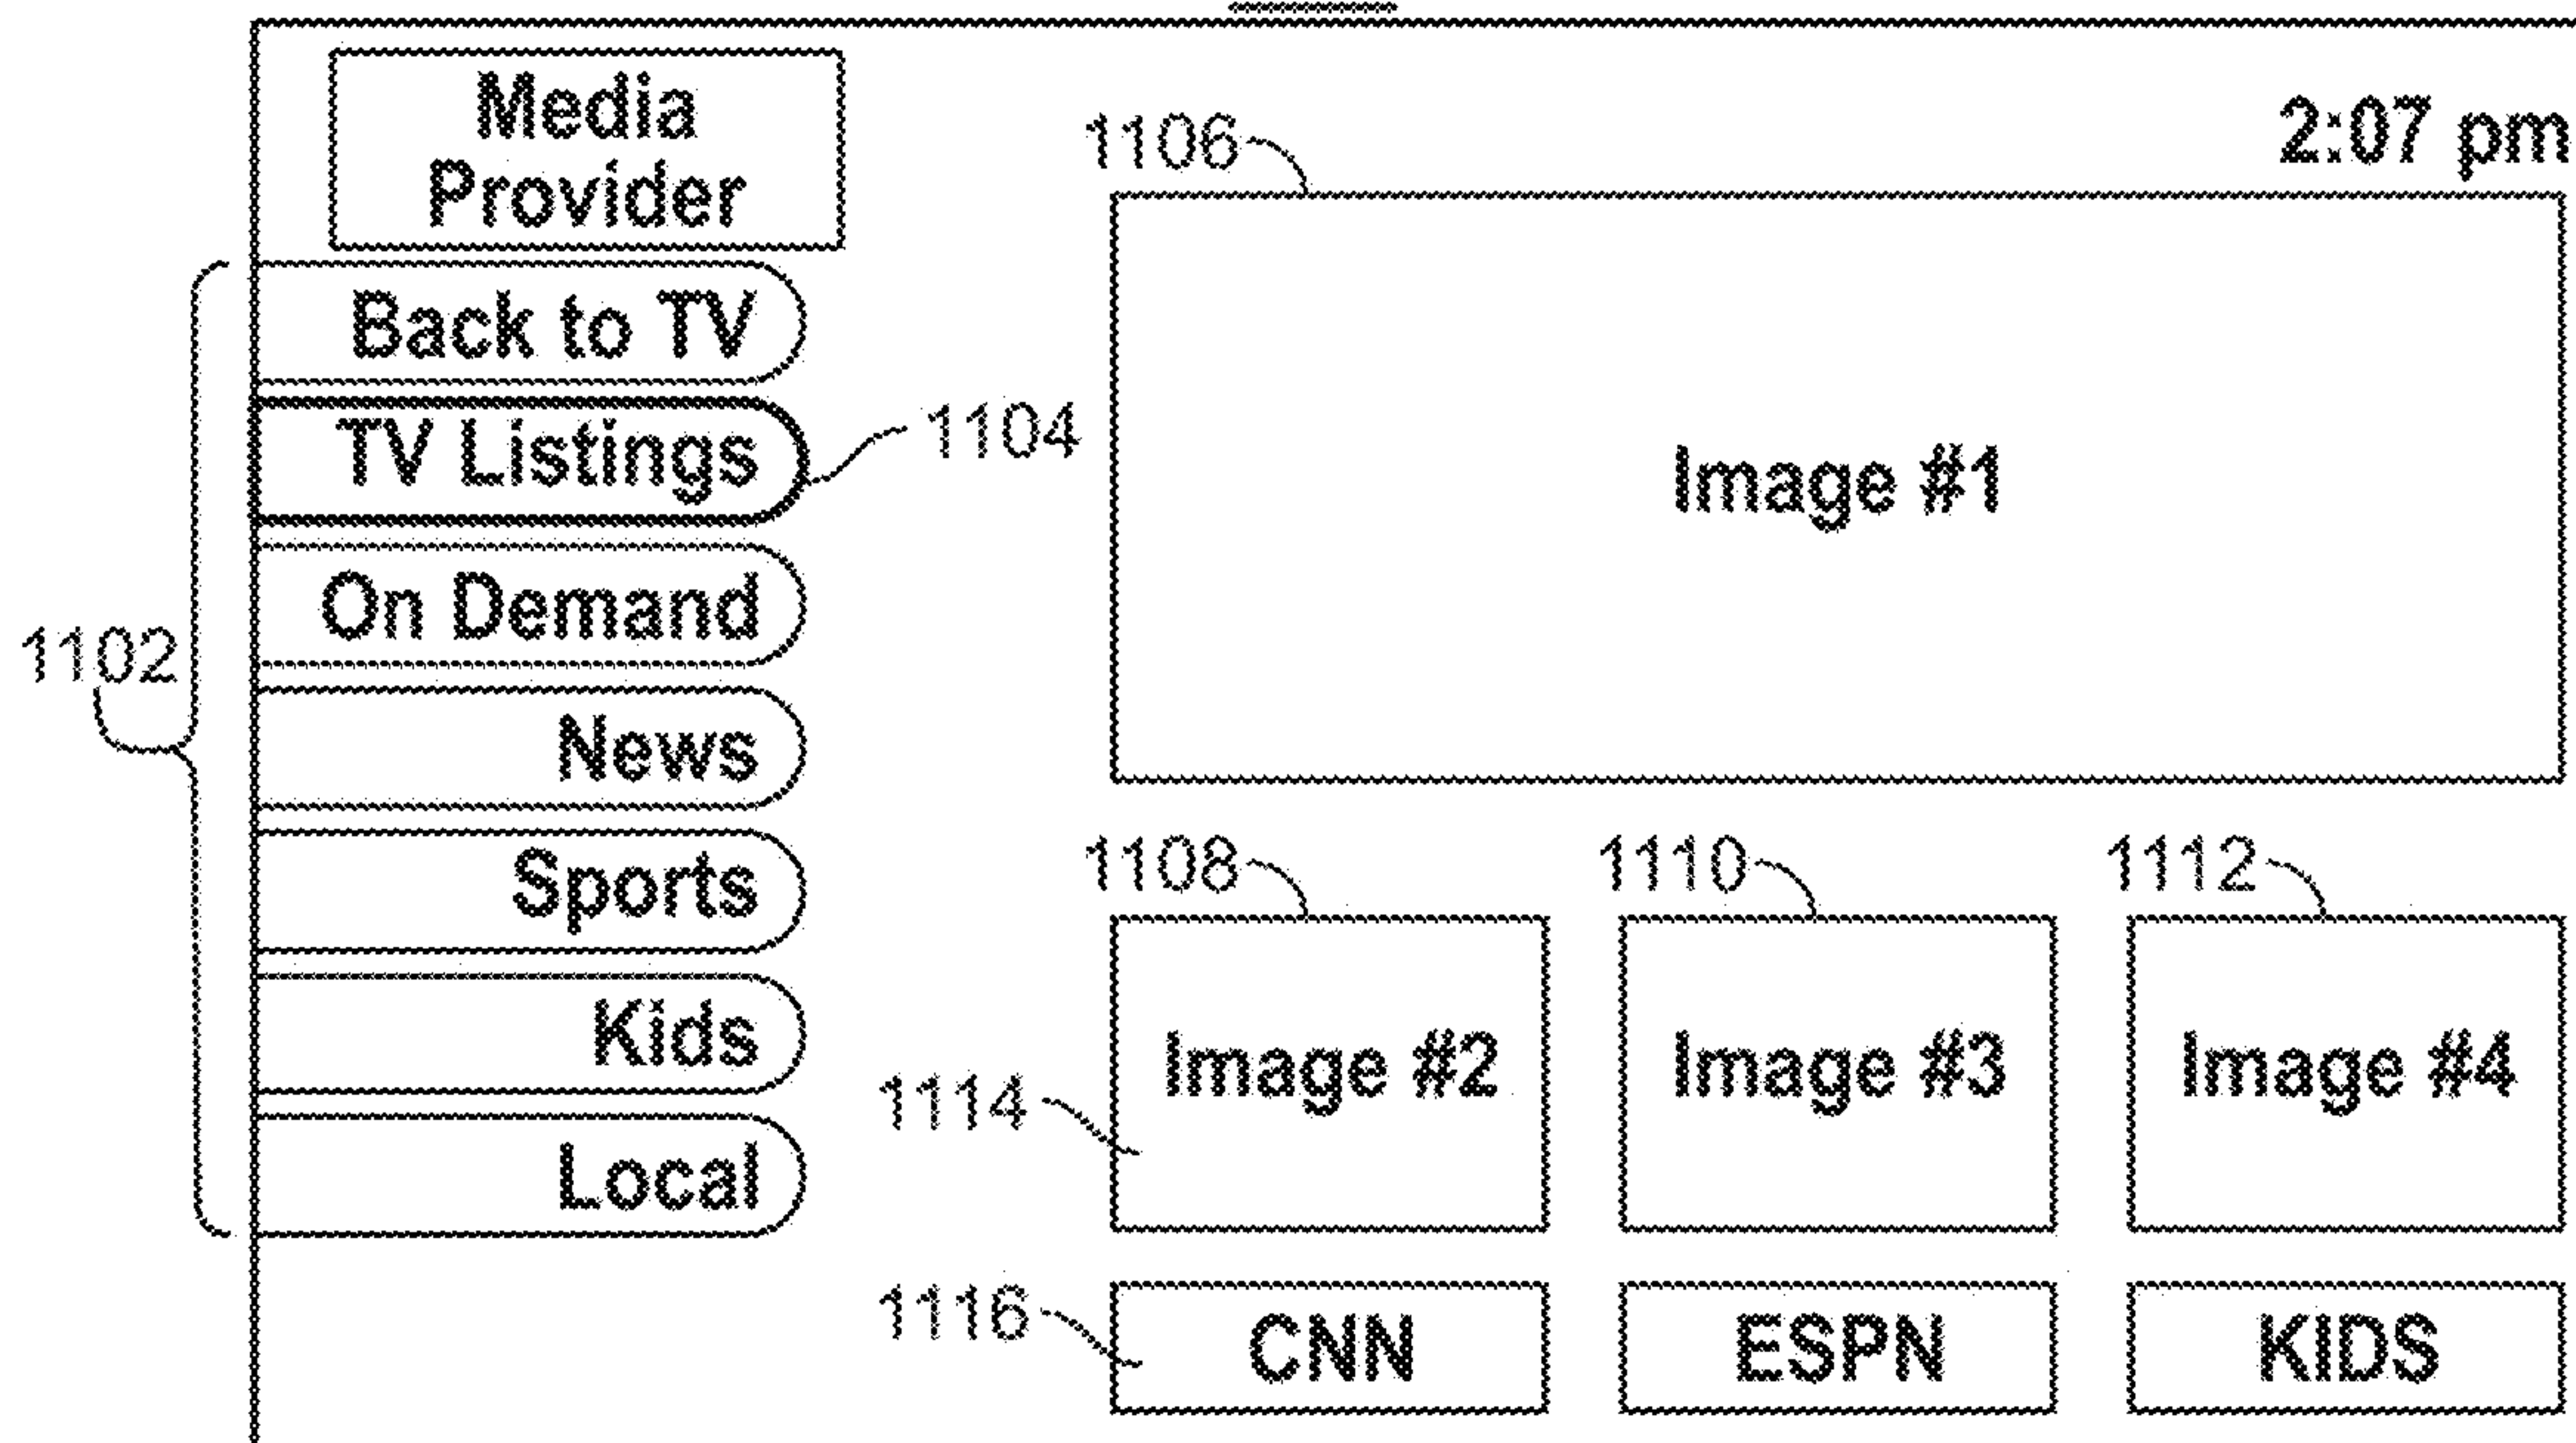 Media
Provider
2:07 pm
1106
Back to TV
TV Listings
1104
Image #1
On Demand
1102
News
Sports
1108
1110
1112
Kids
Image #2
Image #3
Image #4
1114
Local
1116
CNN
ESPN
KIDS